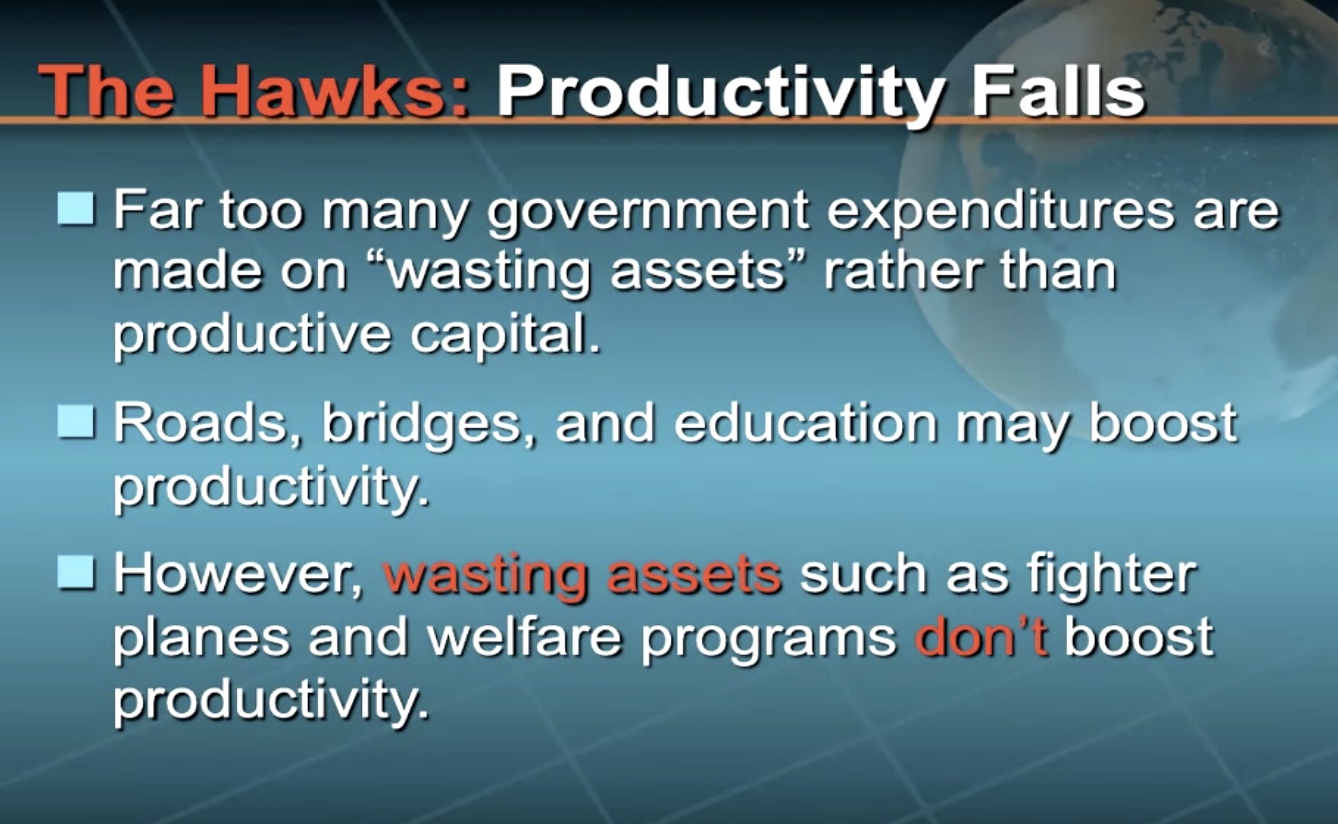 The Hawks: Productivity Falls
Far too many government expenditures are
made on “wasting assets” rather than
productive capital.
Roads, bridges, and education may boost
productivity.
However, wasting assets such as fighter
planes and welfare programs don’t boost
productivity.